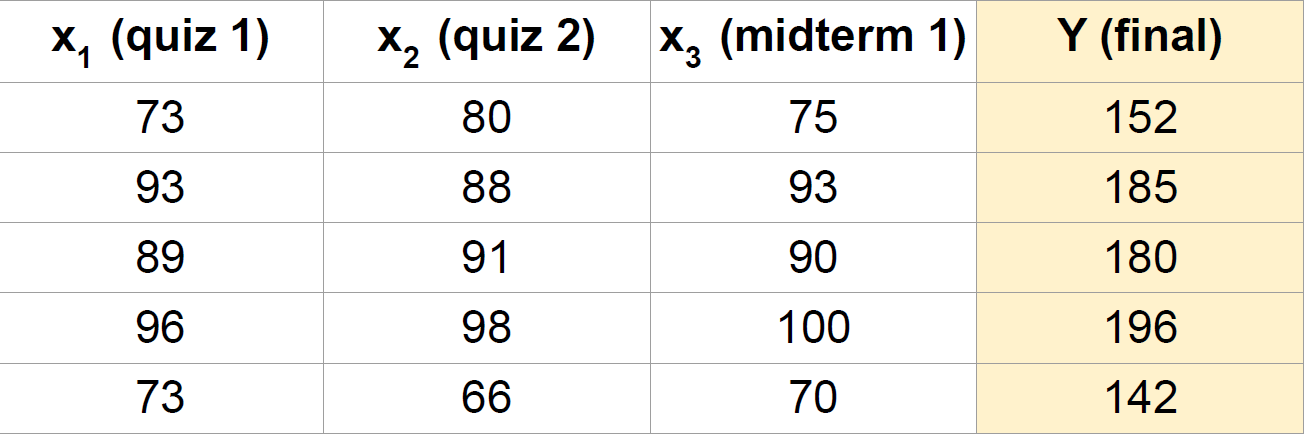 x1 (quiz 1) x2 (quiz 2) x3 (midterm 1) Y (final)
73 80 75 152
93 88 93 185
89 91 90 180
96 98 100 196
73 66 70 142